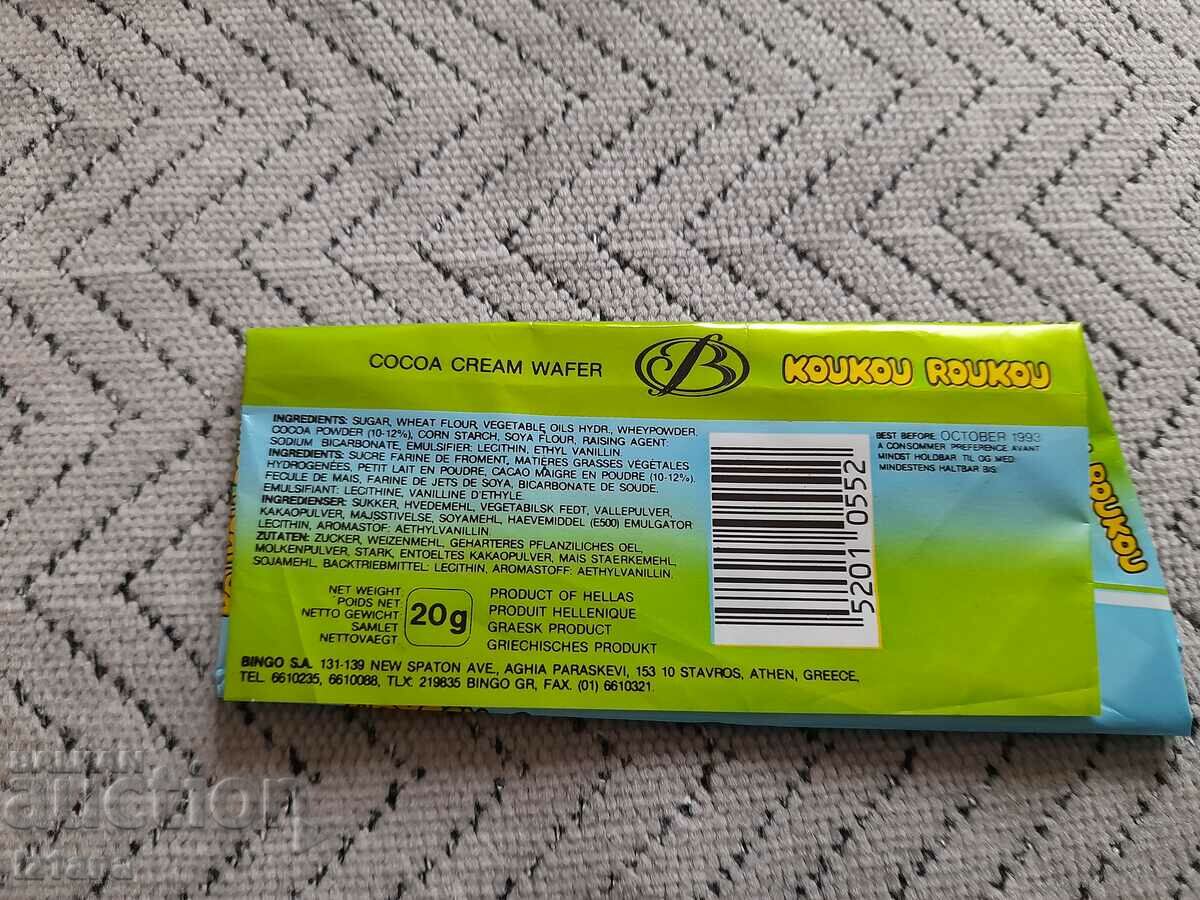 COCOA CREAM WAFER B KOUKOU ROUKOU
INGREDIENTS: SUGAR, WHEAT FLOUR, VEGETABLE OILS HYDR., WHEYPOWDER,
COCOA POWDER (10-12%), CORN STARCH, SOYA FLOUR, RAISING AGENT:
SODIUM BICARBONATE, EMULSIFIER: LECITHIN, ETHYL VANILLIN.
INGREDIENTS: SUCRE FARINE DE FROMENT, MATIÈRES GRASSES VÉGÉTALES
HYDROGENÉES, PETIT LAIT EN POUDRE, CACAO MAIGRE EN POUDRE (10-12%).
FECULE DE MAIS, FARINE DE JETS DE SOYA, BICARBONATE DE SOUDE.
EMULSIFIANT: LECITHINE, VANILLINE D'ETHYLE.
INGREDIENSER: SUKKER, HVEDEMEHL, VEGETABILSK FEDT, VALLEPULVER,
KAKAOPULVER, MAJSSTIVELSE, SOYAMEHL, HAEVEMIDDEL (E500) EMULGATOR
LECITHIN, AROMASTOF: AETHYLVANILLIN.
ZUTATEN: ZUCKER, WEIZENMEHL, GEHARTERES PFLANZILICHES OEL,
MOLKENPULVER, STARK, ENTOELTES KAKAOPULVER, MAIS STAERKEMEHL,
SOJAMEHL, BACKTRIEBMITTEL: LECITHIN, AROMASTOFF: AETHYLVANILLIN.
NET WEIGHT
POIDS NET
NETTO GEWICHT
SAMLET
NETTOVAEGT
20g
PRODUCT OF HELLAS
PRODUIT HELLENIQUE
GRAESK PRODUCT
GRIECHISCHES PRODUKT
BINGO S.A. 131-139 NEW SPATON AVE., AGHIA PARASKEVI, 153 10 STAVROS, ATHEN, GREECE,
TEL. 6610235, 6610088, TLX: 219835 BINGO GR, FAX. (01) 6610321.
5201 0552
BEST BEFORE: OCTOBER 1993
A CONSOMMER PREFERENCE AVANT
MINDST HOLDBAR TIL OG MED:
MINDESTENS HALTBAR BIS:
ROUKOU
BALKAN
auction
iziana